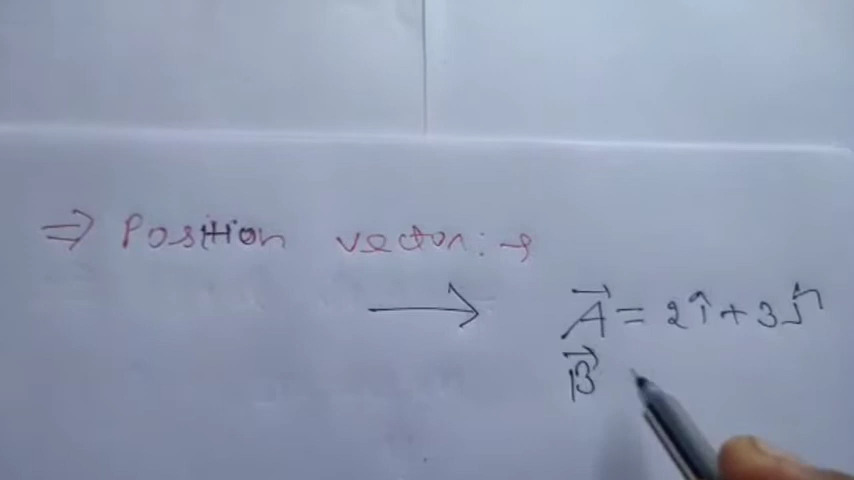 ⇒ Position vector:→
→ A⃗ = 2î + 3ĵ
B⃗